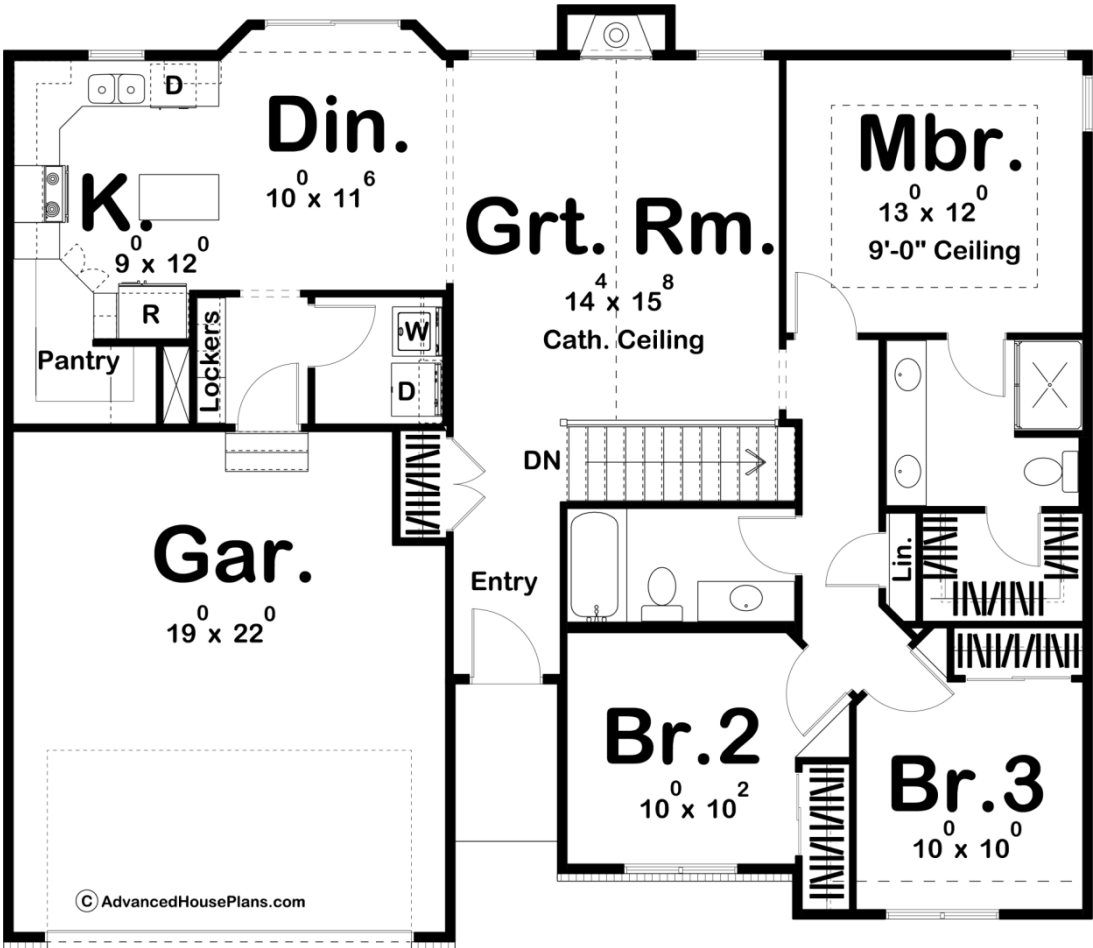 D
Din.
10⁰ x 11⁶
K.
9⁰ x 12⁰
R
Pantry
Lockers
W
D
Grt. Rm.
14⁴ x 15⁸
Cath. Ceiling
Mbr.
13⁰ x 12⁰
9'-0" Ceiling
DN
Gar.
19⁰ x 22⁰
Entry
Lin.
Br.2
10⁰ x 10²
Br.3
10⁰ x 10⁰
© AdvancedHousePlans.com